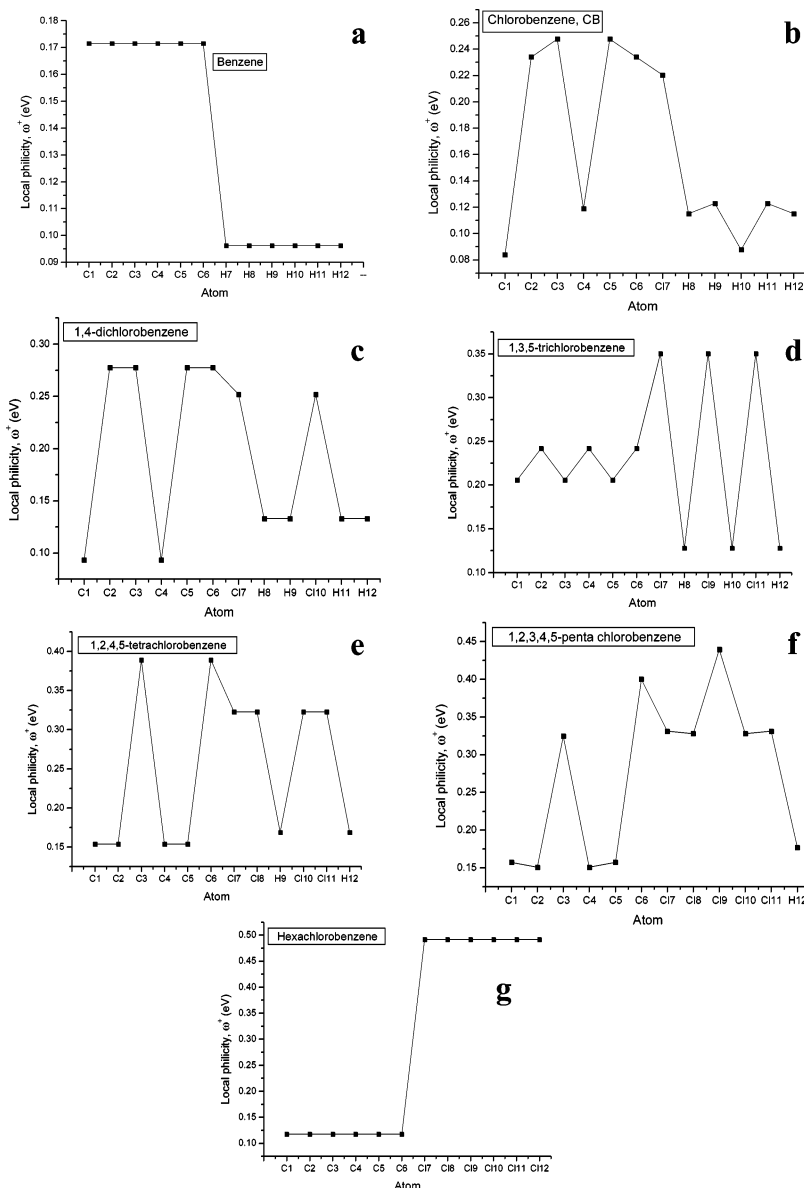 a
Benzene
Local philicity, ω+ (eV)
0.18
0.17
0.16
0.15
0.14
0.13
0.12
0.11
0.10
0.09
C1 C2 C3 C4 C5 C6 H7 H8 H9 H10 H11 H12 --
Atom
b
Chlorobenzene, CB
Local philicity, ω+ (eV)
0.26
0.24
0.22
0.20
0.18
0.16
0.14
0.12
0.10
0.08
C1 C2 C3 C4 C5 C6 Cl7 H8 H9 H10 H11 H12
Atom
c
1,4-dichlorobenzene
Local philicity, ω+ (eV)
0.30
0.25
0.20
0.15
0.10
C1 C2 C3 C4 C5 C6 Cl7 H8 H9 Cl10 H11 H12
Atom
d
1,3,5-trichlorobenzene
Local philicity, ω+ (eV)
0.35
0.30
0.25
0.20
0.15
0.10
C1 C2 C3 C4 C5 C6 Cl7 H8 Cl9 H10 Cl11 H12
Atom
e
1,2,4,5-tetrachlorobenzene
Local philicity, ω+ (eV)
0.40
0.35
0.30
0.25
0.20
0.15
C1 C2 C3 C4 C5 C6 Cl7 Cl8 H9 Cl10 Cl11 H12
Atom
f
1,2,3,4,5-penta chlorobenzene
Local philicity, ω+ (eV)
0.45
0.40
0.35
0.30
0.25
0.20
0.15
C1 C2 C3 C4 C5 C6 Cl7 Cl8 Cl9 Cl10 Cl11 H12
Atom
g
Hexachlorobenzene
Local philicity, ω+ (eV)
0.50
0.45
0.40
0.35
0.30
0.25
0.20
0.15
0.10
C1 C2 C3 C4 C5 C6 Cl7 Cl8 Cl9 Cl10 Cl11 Cl12
Atom